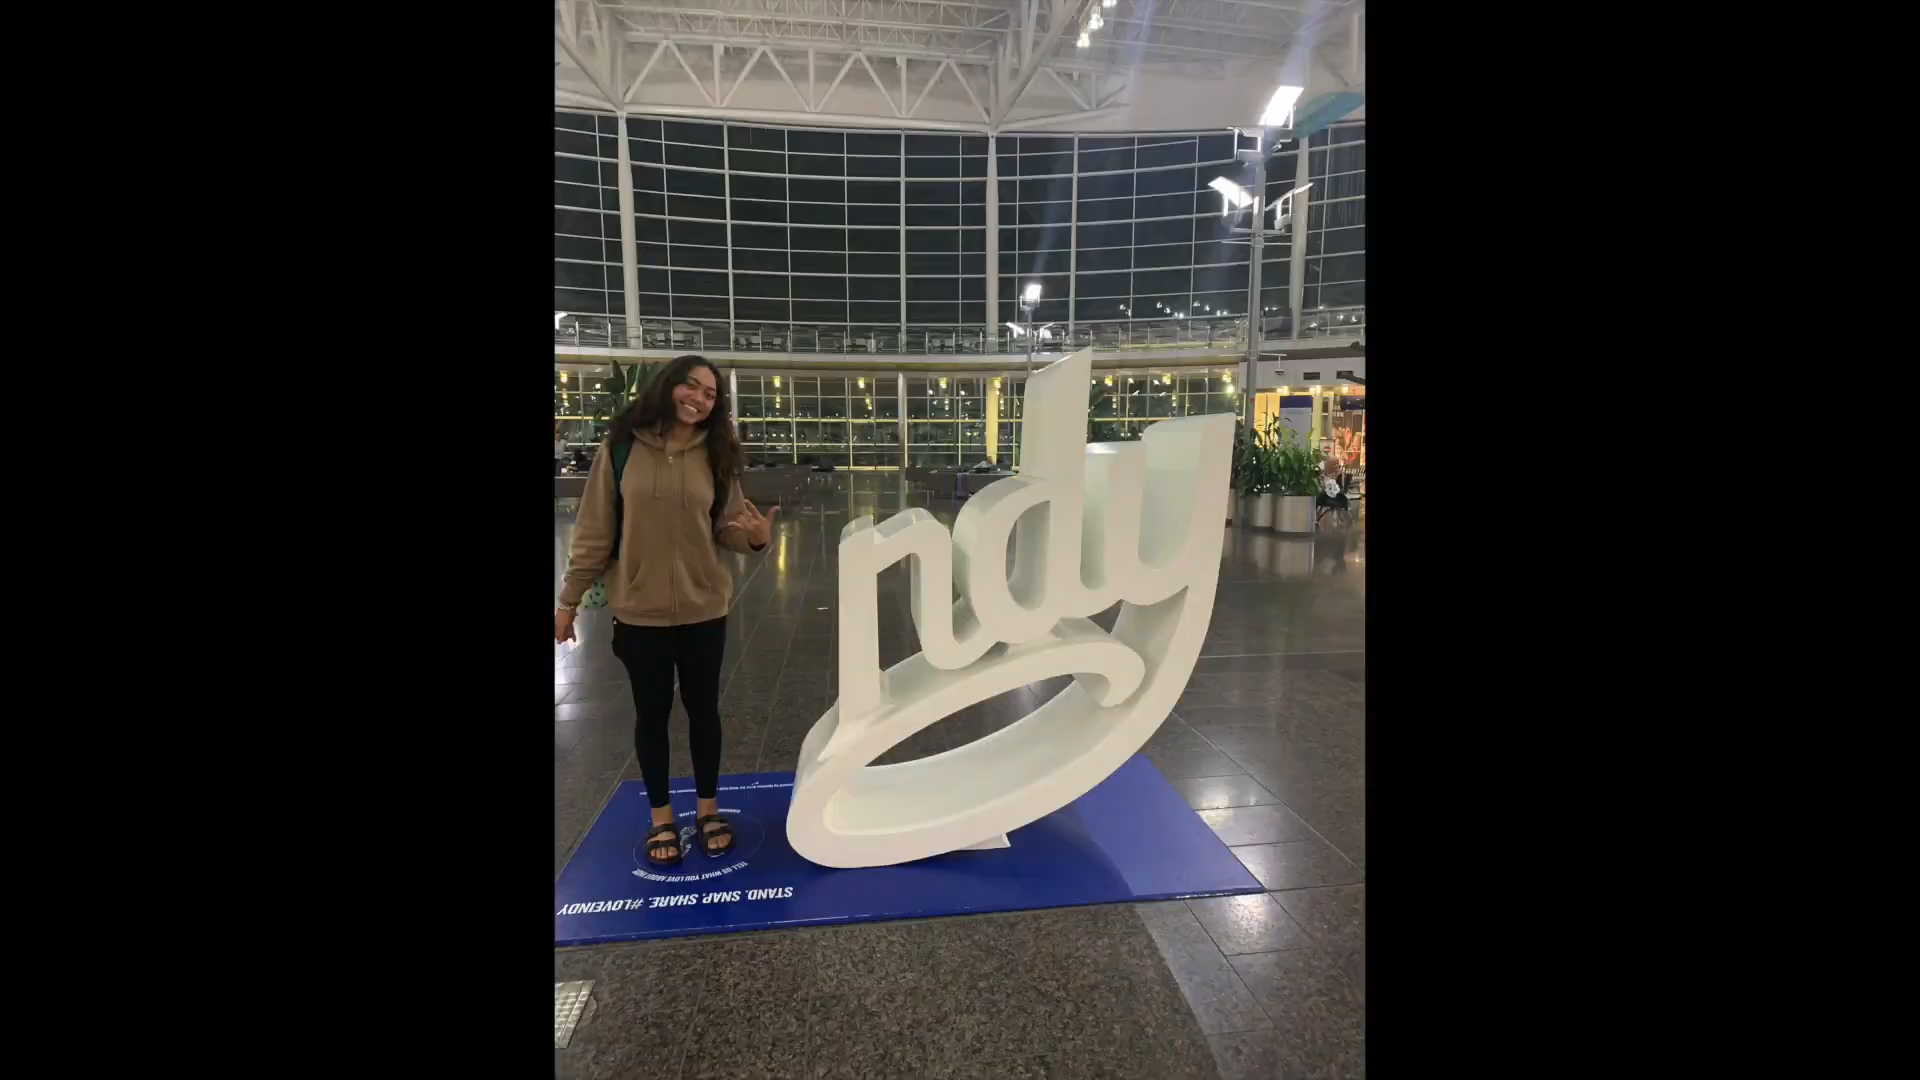 ndy
TELL US WHAT YOU LOVE ABOUT INDY
STAND. SNAP. SHARE. #LOVEINDY